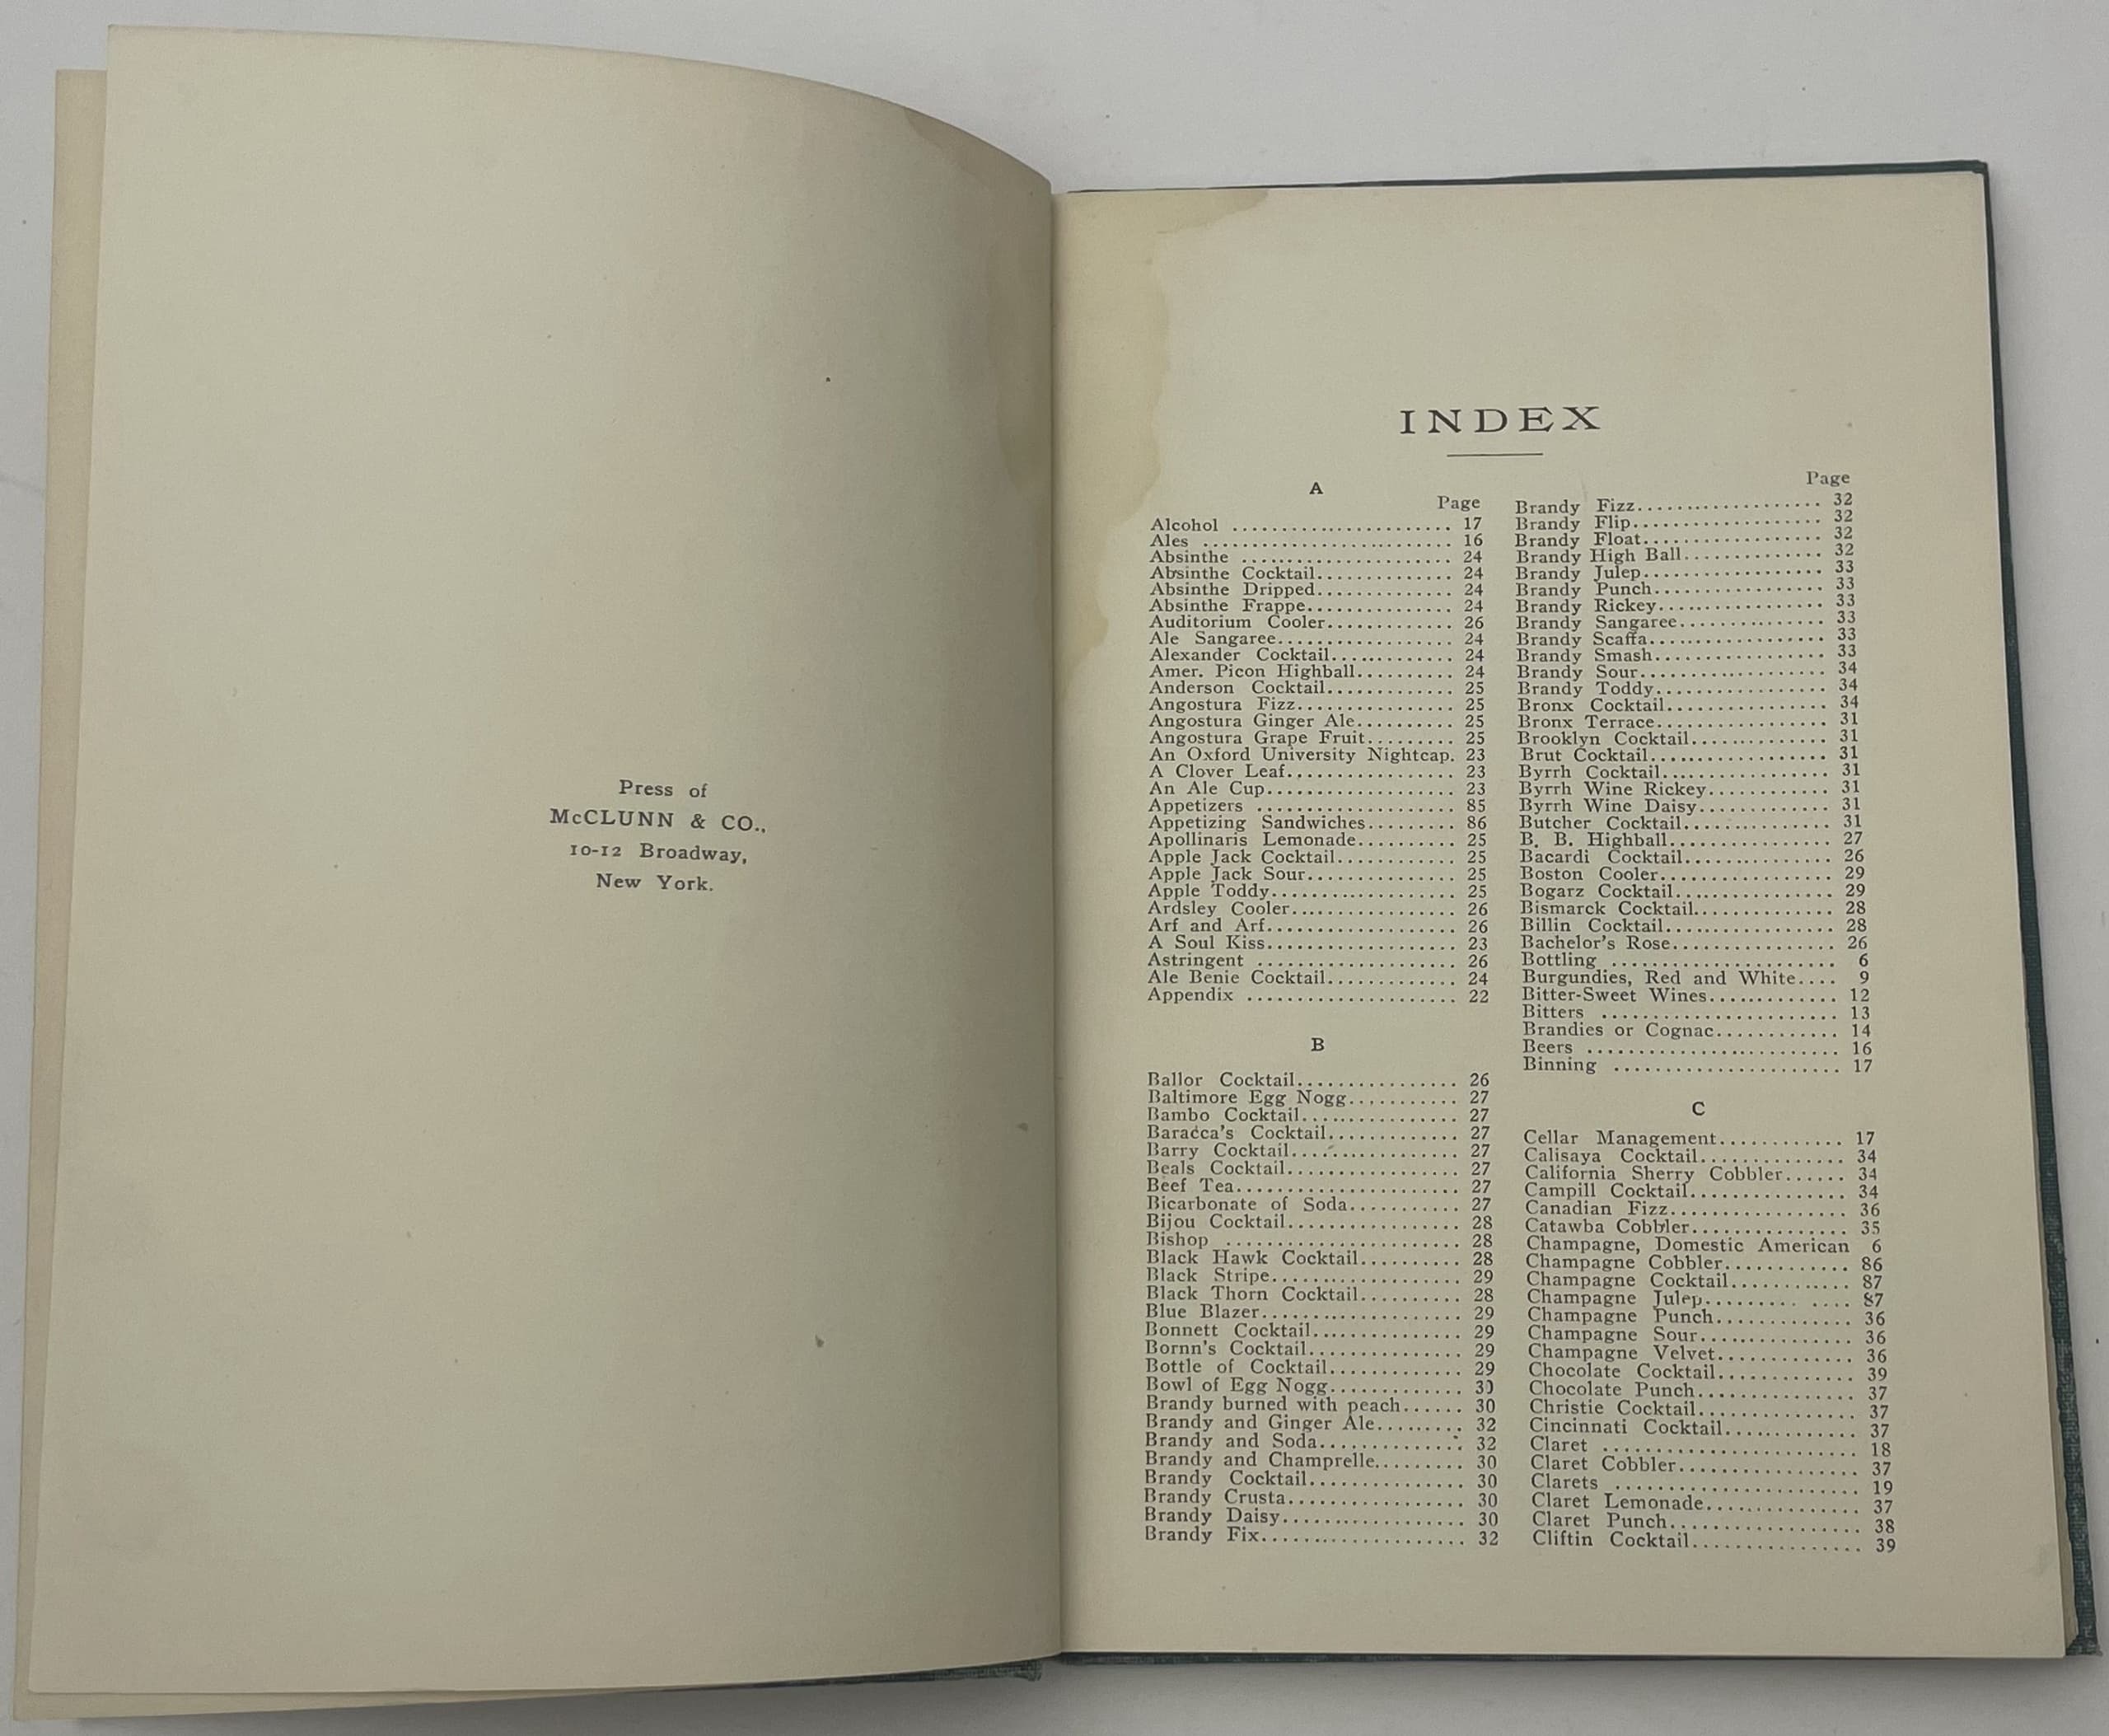 Press of
McCLUNN & CO.,
10-12 Broadway,
New York.
INDEX
A
Page
Alcohol ........................ 17
Ales ........................... 16
Absinthe ....................... 24
Absinthe Cocktail.............. 24
Absinthe Dripped.............. 24
Absinthe Frappe............... 24
Auditorium Cooler............. 26
Ale Sangaree................... 24
Alexander Cocktail............. 24
Amer. Picon Highball.......... 24
Anderson Cocktail............. 25
Angostura Fizz................ 25
Angostura Ginger Ale.......... 25
Angostura Grape Fruit......... 25
An Oxford University Nightcap. 23
A Clover Leaf................. 23
An Ale Cup.................... 23
Appetizers .................... 85
Appetizing Sandwiches......... 86
Apollinaris Lemonade.......... 25
Apple Jack Cocktail............ 25
Apple Jack Sour............... 25
Apple Toddy................... 25
Ardsley Cooler................ 26
Arf and Arf................... 26
A Soul Kiss................... 23
Astringent .................... 26
Ale Benie Cocktail............. 24
Appendix ..................... 22
B
Ballor Cocktail................ 26
Baltimore Egg Nogg........... 27
Bambo Cocktail................ 27
Baracca's Cocktail............. 27
Barry Cocktail................. 27
Beals Cocktail................. 27
Beef Tea...................... 27
Bicarbonate of Soda........... 27
Bijou Cocktail................. 28
Bishop ....................... 28
Black Hawk Cocktail.......... 28
Black Stripe................... 29
Black Thorn Cocktail.......... 28
Blue Blazer.................... 29
Bonnett Cocktail............... 29
Bornn's Cocktail............... 29
Bottle of Cocktail............. 29
Bowl of Egg Nogg............. 30
Brandy burned with peach...... 30
Brandy and Ginger Ale......... 32
Brandy and Soda.............. 32
Brandy and Champrelle......... 30
Brandy Cocktail............... 30
Brandy Crusta................. 30
Brandy Daisy.................. 30
Brandy Fix.................... 32
Page
Brandy Fizz................... 32
Brandy Flip................... 32
Brandy Float.................. 32
Brandy High Ball.............. 32
Brandy Julep.................. 33
Brandy Punch................. 33
Brandy Rickey................ 33
Brandy Sangaree.............. 33
Brandy Scaffa................. 33
Brandy Smash................. 33
Brandy Sour.................. 34
Brandy Toddy................. 34
Bronx Cocktail................ 34
Bronx Terrace................. 31
Brooklyn Cocktail............. 31
Brut Cocktail.................. 31
Byrrh Cocktail................ 31
Byrrh Wine Rickey............ 31
Byrrh Wine Daisy............. 31
Butcher Cocktail............... 31
B. B. Highball................ 27
Bacardi Cocktail............... 26
Boston Cooler................. 29
Bogarz Cocktail................ 29
Bismarck Cocktail.............. 28
Billin Cocktail................. 28
Bachelor's Rose................ 26
Bottling ...................... 6
Burgundies, Red and White.... 9
Bitter-Sweet Wines............. 12
Bitters ....................... 13
Brandies or Cognac............ 14
Beers ......................... 16
Binning ...................... 17
C
Cellar Management............ 17
Calisaya Cocktail.............. 34
California Sherry Cobbler...... 34
Campill Cocktail............... 34
Canadian Fizz................. 36
Catawba Cobbler............... 35
Champagne, Domestic American 6
Champagne Cobbler........... 86
Champagne Cocktail........... 87
Champagne Julep......... .... 87
Champagne Punch............ 36
Champagne Sour.............. 36
Champagne Velvet............. 36
Chocolate Cocktail............. 39
Chocolate Punch............... 37
Christie Cocktail............... 37
Cincinnati Cocktail............ 37
Claret ........................ 18
Claret Cobbler................. 37
Clarets ....................... 19
Claret Lemonade............... 37
Claret Punch.................. 38
Cliftin Cocktail................ 39